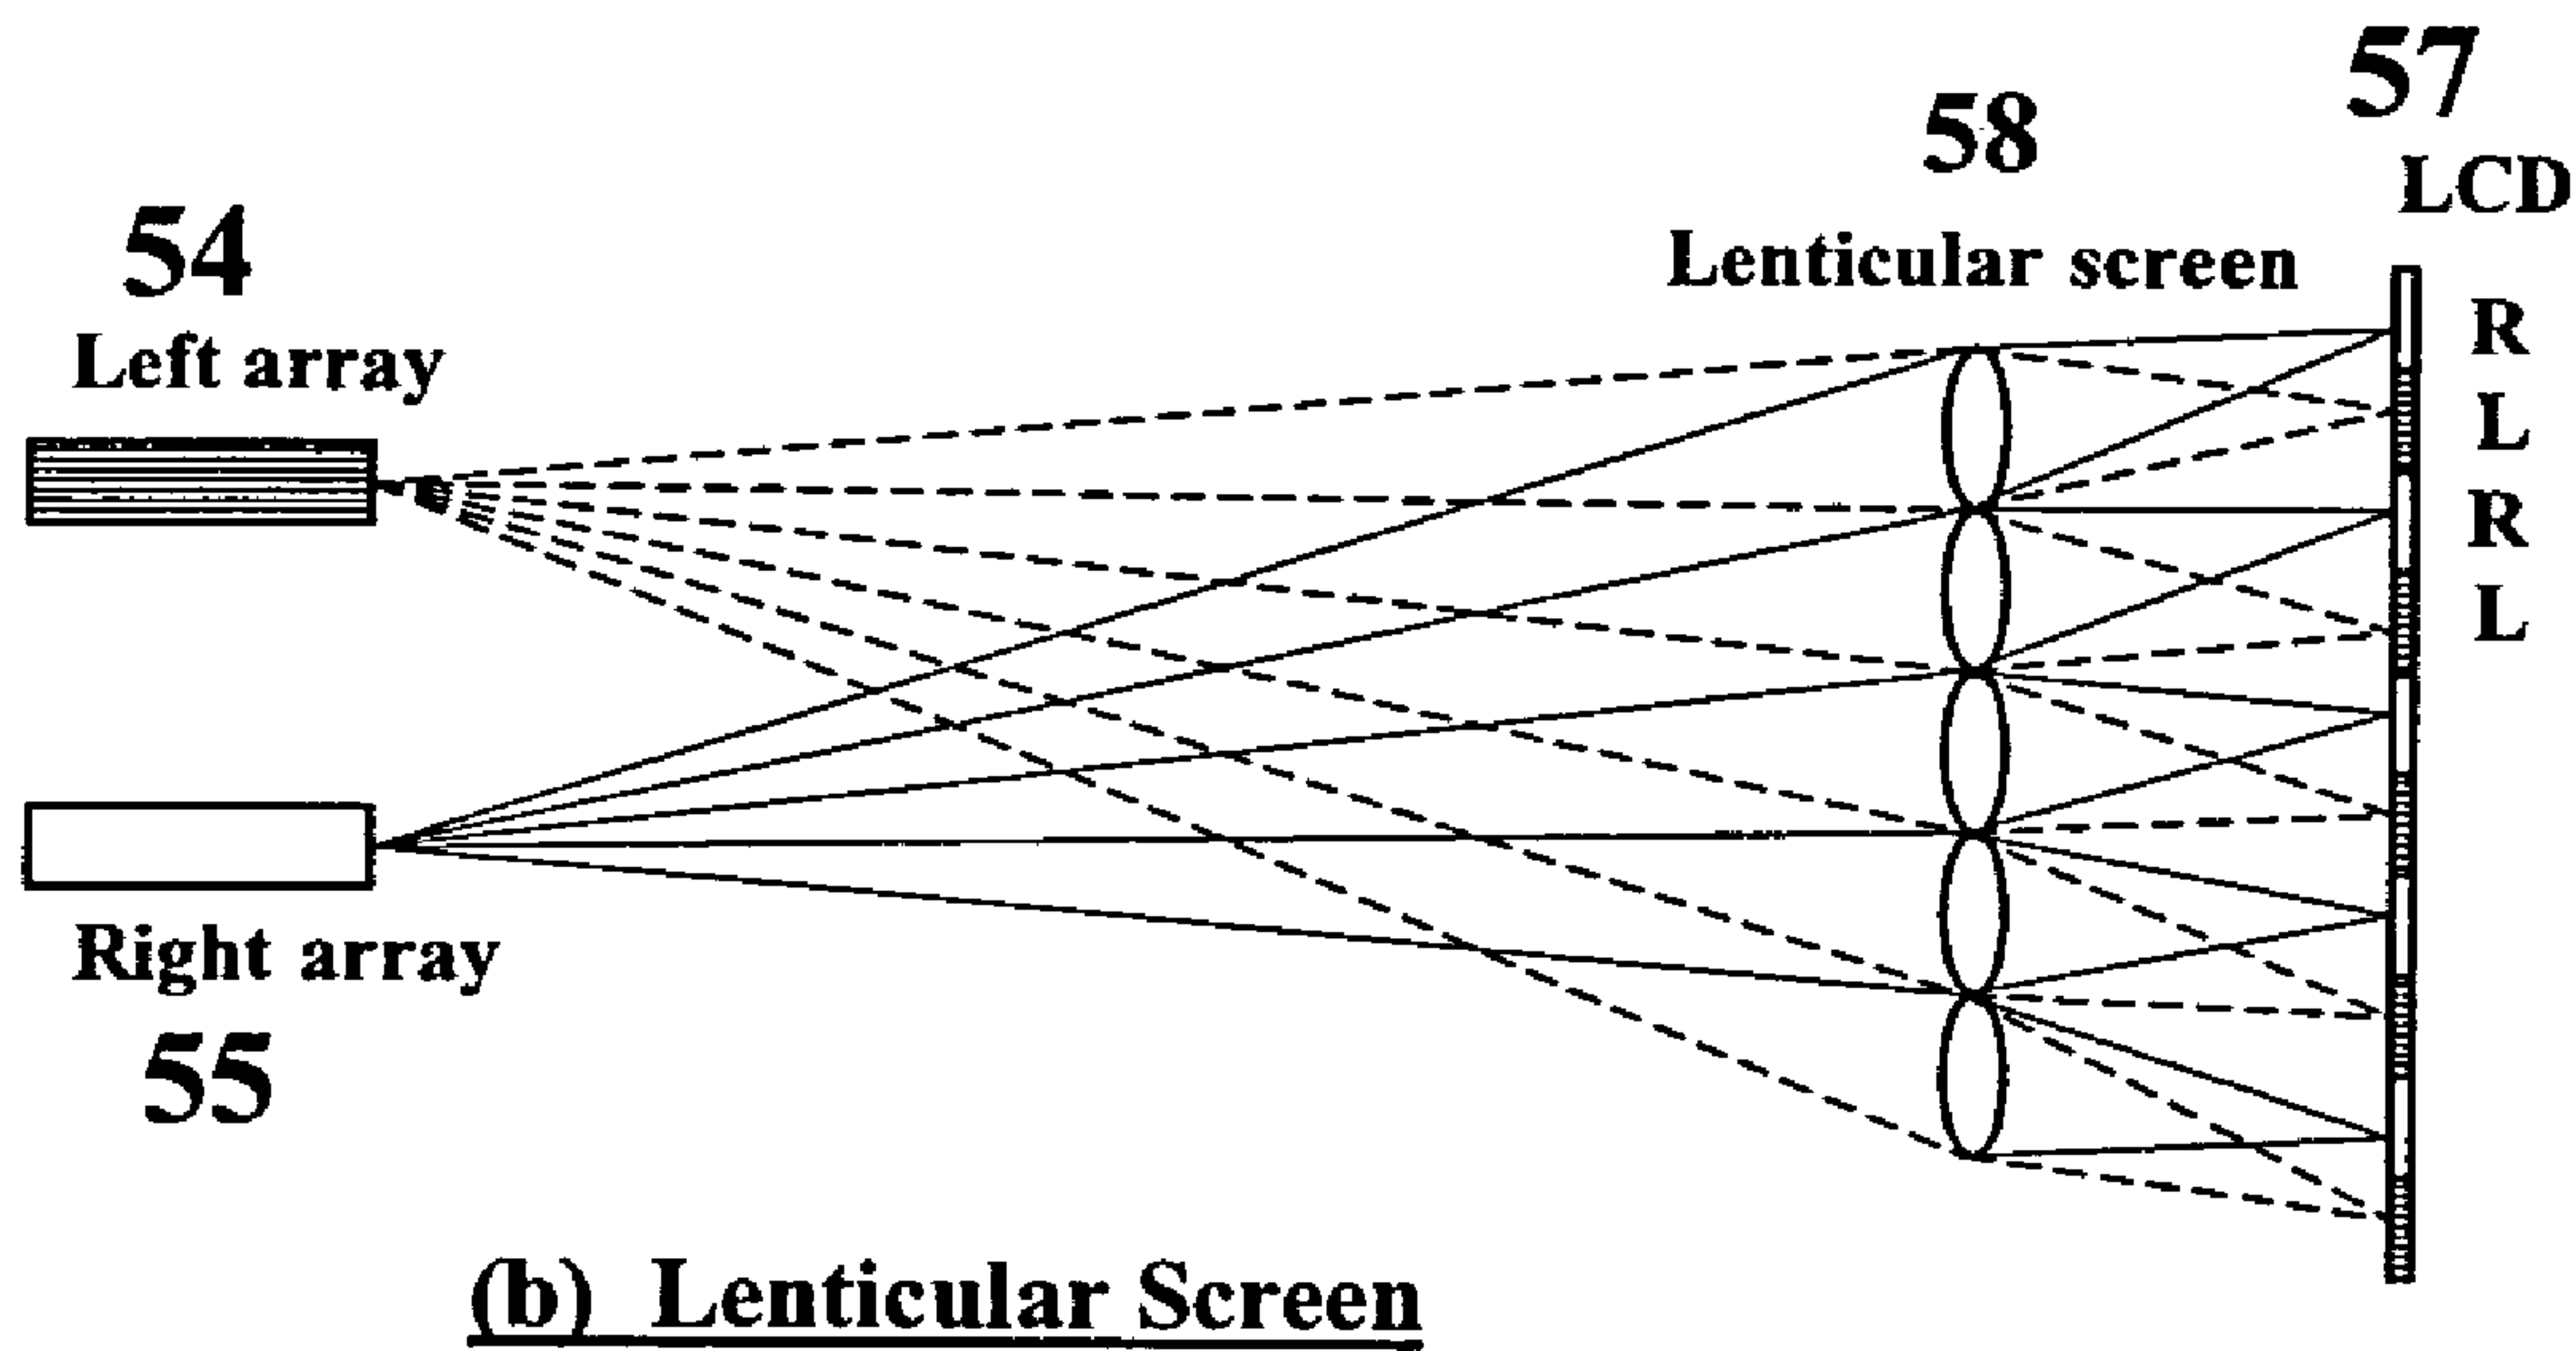 57
LCD
58
Lenticular screen
54
Left array
R
L
R
L
Right array
55
(b) Lenticular Screen